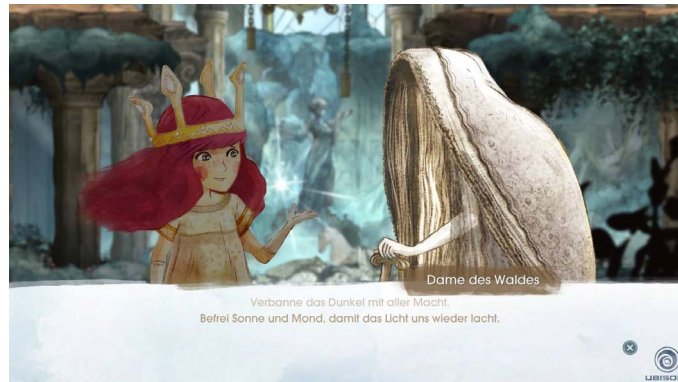 Dame des Waldes
Verbanne das Dunkel mit aller Macht.
Befrei Sonne und Mond, damit das Licht uns wieder lacht.
UBISO